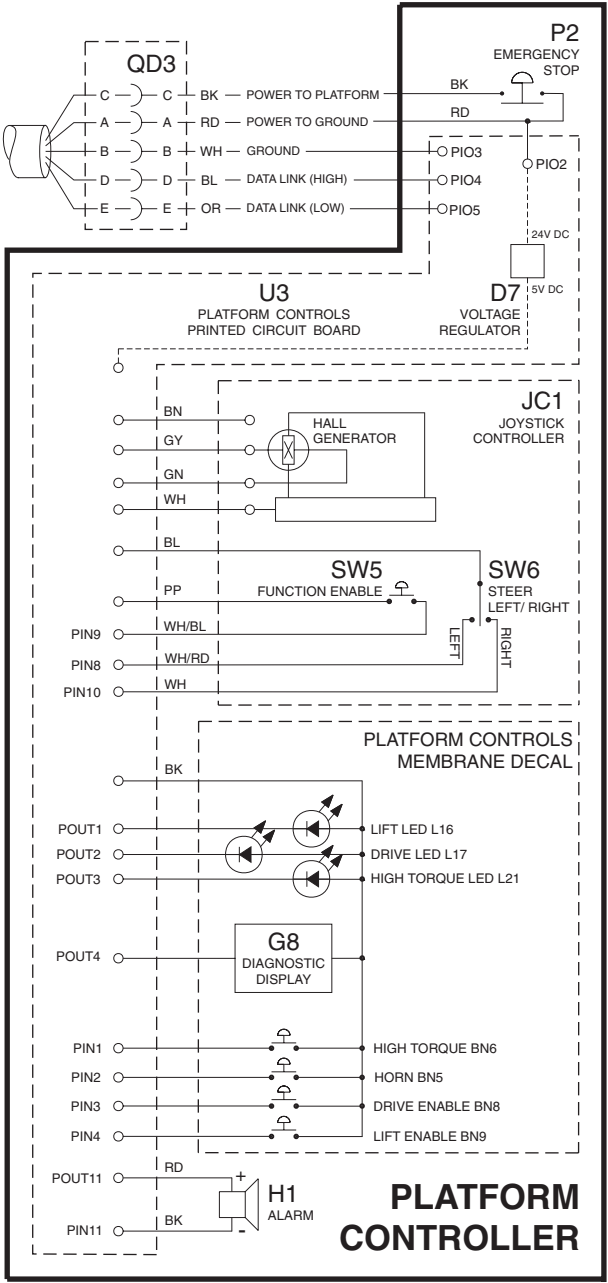 P2
EMERGENCY
STOP
QD3
C C BK POWER TO PLATFORM BK
A A RD POWER TO GROUND RD
B B WH GROUND PIO3
PIO2
D D BL DATA LINK (HIGH) PIO4
E E OR DATA LINK (LOW) PIO5
24V DC
U3
PLATFORM CONTROLS
PRINTED CIRCUIT BOARD
D7
5V DC
VOLTAGE
REGULATOR
JC1
JOYSTICK
CONTROLLER
BN
HALL
GENERATOR
GY
GN
WH
BL
SW5
FUNCTION ENABLE
SW6
STEER
LEFT/ RIGHT
PP
PIN9 WH/BL
LEFT
RIGHT
PIN8 WH/RD
PIN10 WH
PLATFORM CONTROLS
MEMBRANE DECAL
BK
POUT1 LIFT LED L16
POUT2 DRIVE LED L17
POUT3 HIGH TORQUE LED L21
G8
DIAGNOSTIC
DISPLAY
POUT4
PIN1 HIGH TORQUE BN6
PIN2 HORN BN5
PIN3 DRIVE ENABLE BN8
PIN4 LIFT ENABLE BN9
POUT11 RD +
H1
ALARM
PIN11 BK -
PLATFORM
CONTROLLER